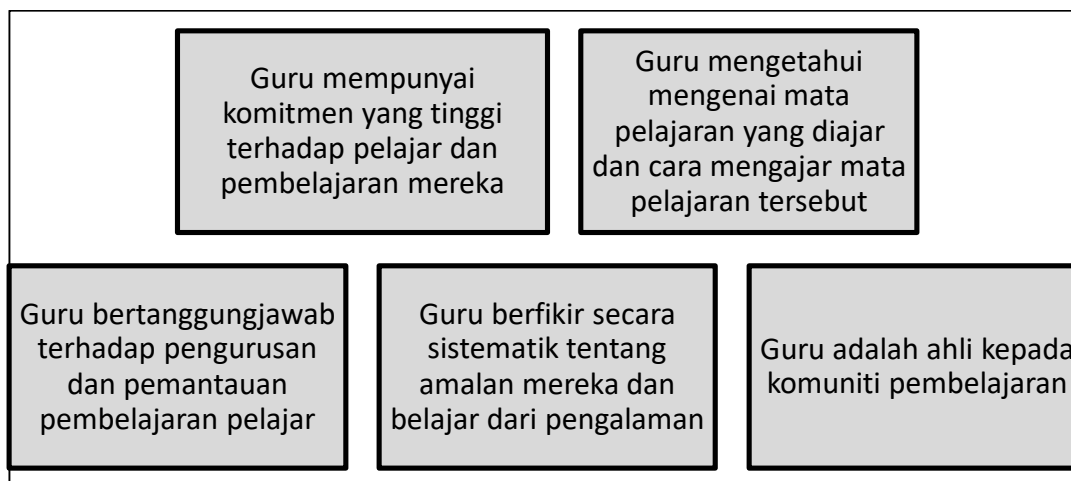 Guru mempunyai
komitmen yang tinggi
terhadap pelajar dan
pembelajaran mereka
Guru mengetahui
mengenai mata
pelajaran yang diajar
dan cara mengajar mata
pelajaran tersebut
Guru bertanggungjawab
terhadap pengurusan
dan pemantauan
pembelajaran pelajar
Guru berfikir secara
sistematik tentang
amalan mereka dan
belajar dari pengalaman
Guru adalah ahli kepada
komuniti pembelajaran